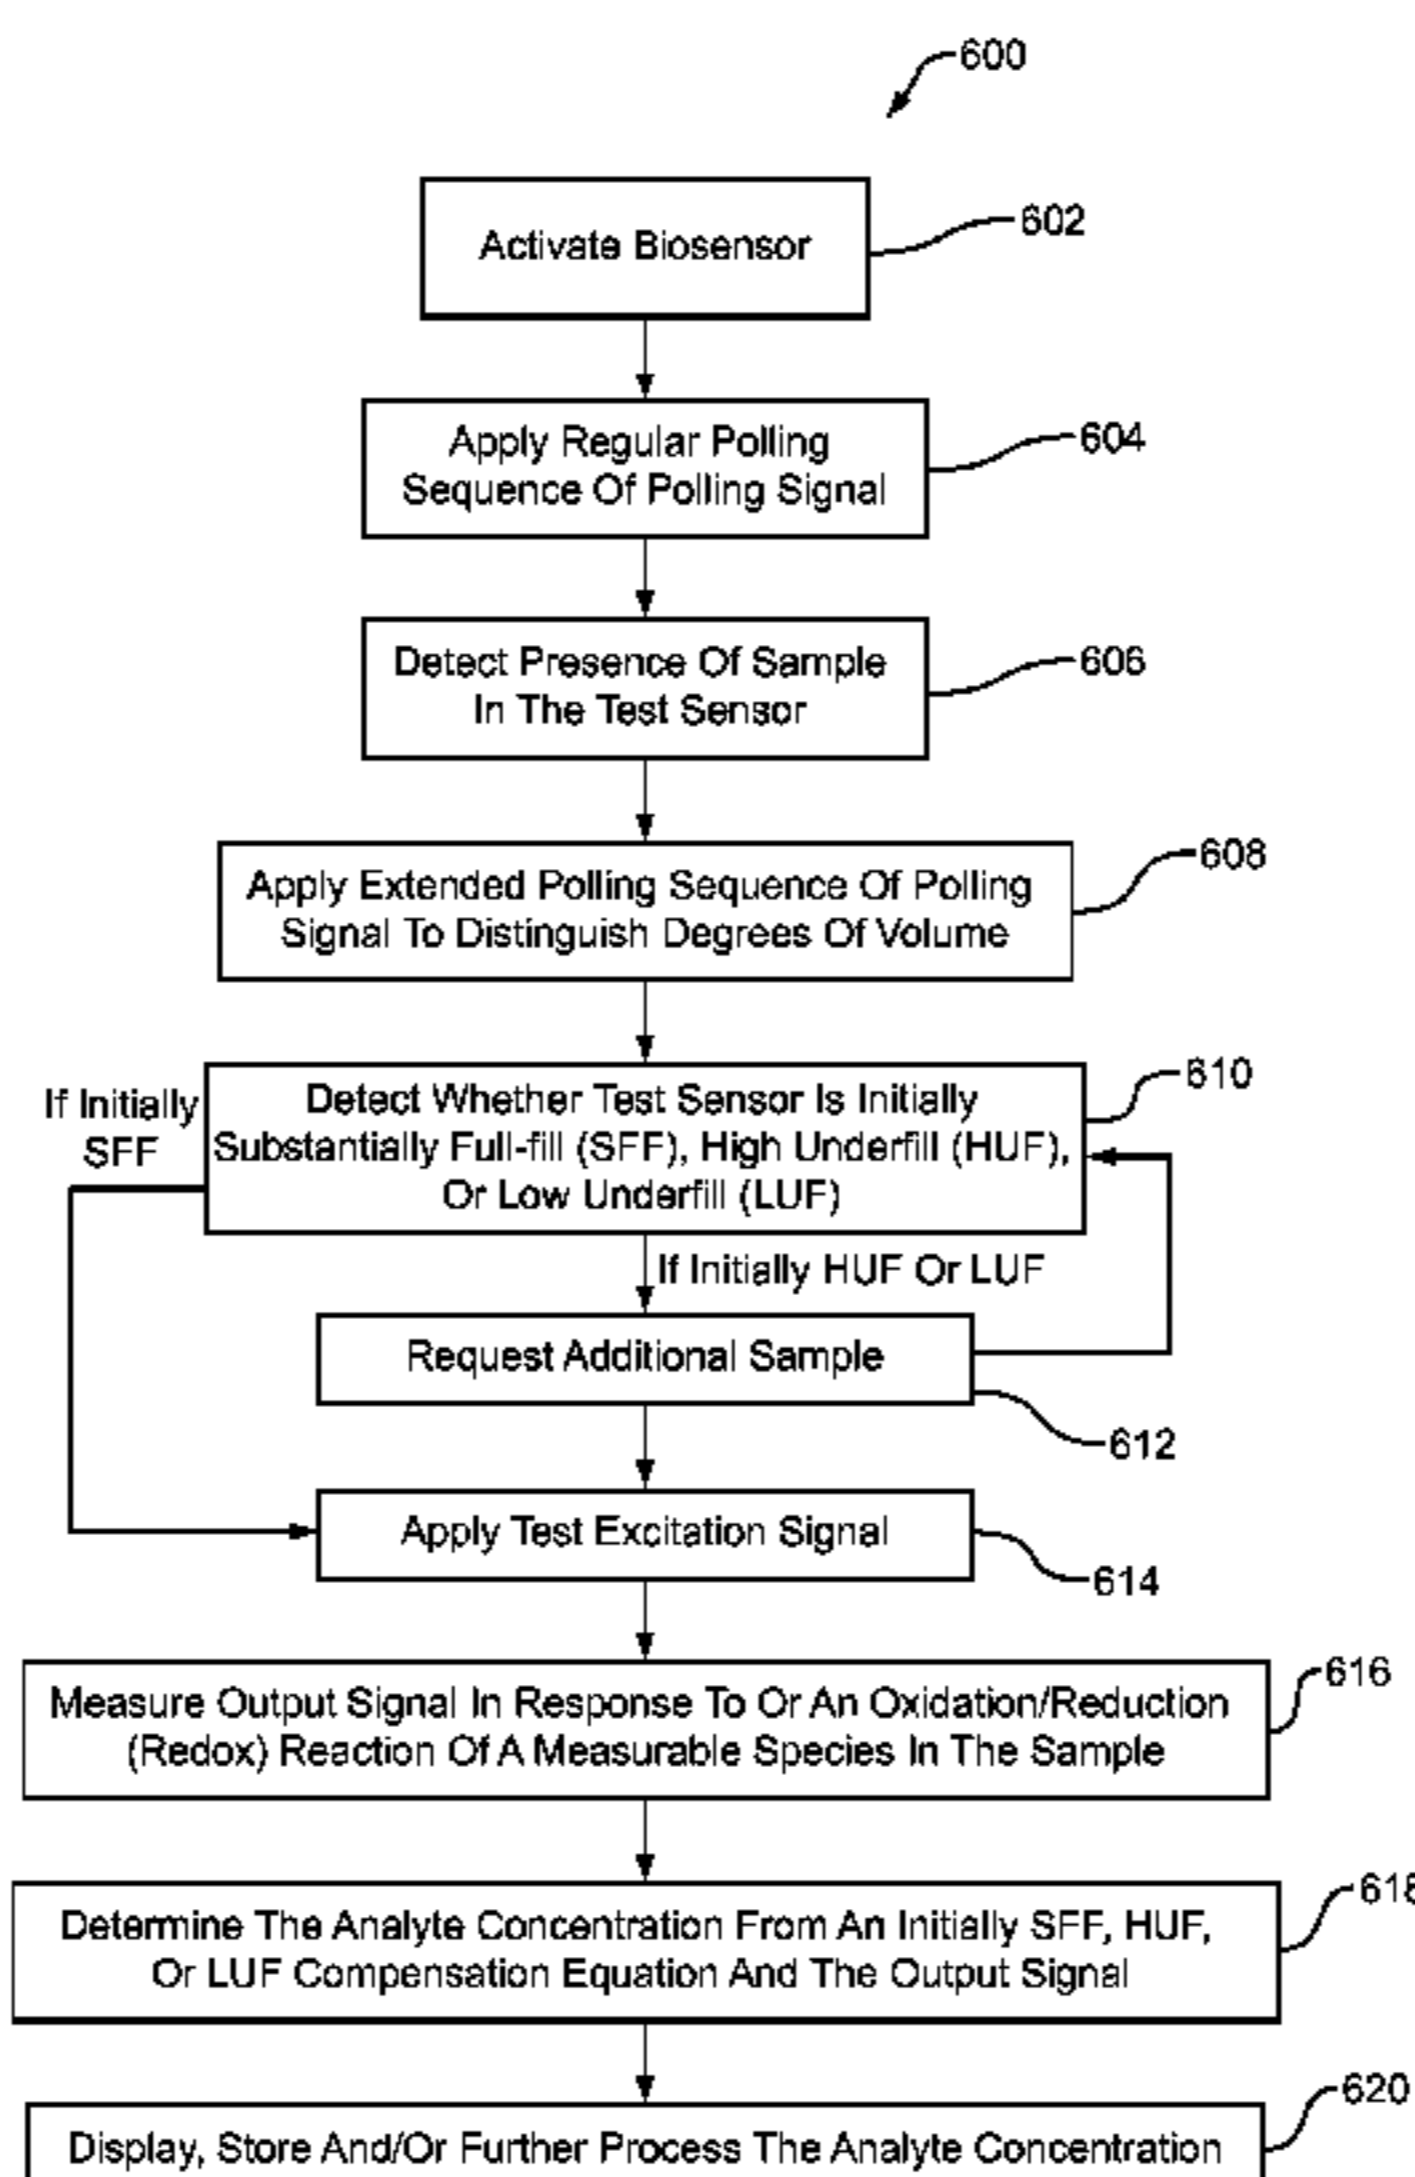 600
Activate Biosensor
602
Apply Regular Polling
Sequence Of Polling Signal
604
Detect Presence Of Sample
In The Test Sensor
606
Apply Extended Polling Sequence Of Polling
Signal To Distinguish Degrees Of Volume
608
Detect Whether Test Sensor Is Initially
Substantially Full-fill (SFF), High Underfill (HUF),
Or Low Underfill (LUF)
610
If Initially
SFF
If Initially HUF Or LUF
Request Additional Sample
612
Apply Test Excitation Signal
614
Measure Output Signal In Response To Or An Oxidation/Reduction
(Redox) Reaction Of A Measurable Species In The Sample
616
Determine The Analyte Concentration From An Initially SFF, HUF,
Or LUF Compensation Equation And The Output Signal
618
Display, Store And/Or Further Process The Analyte Concentration
620